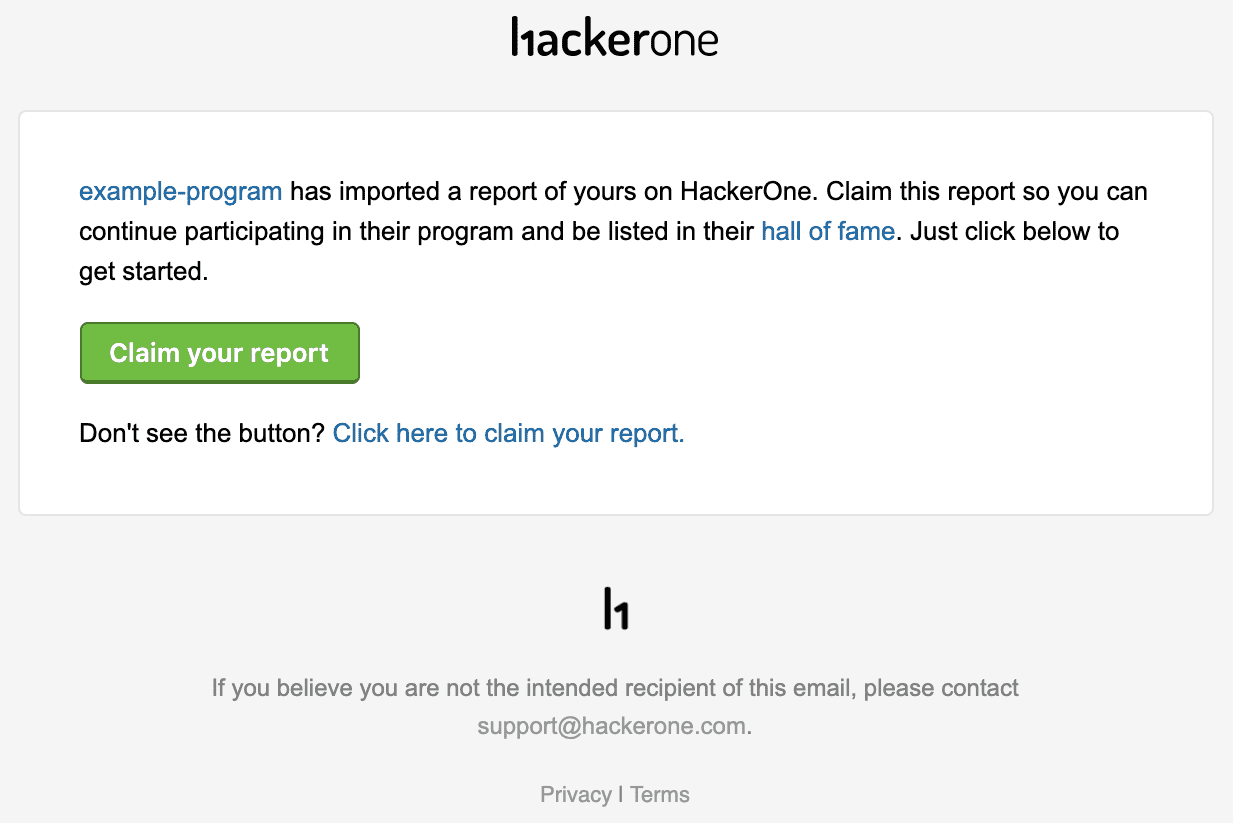 hackerone
example-program has imported a report of yours on HackerOne. Claim this report so you can
continue participating in their program and be listed in their hall of fame. Just click below to
get started.
Claim your report
Don't see the button? Click here to claim your report.
h1
If you believe you are not the intended recipient of this email, please contact
support@hackerone.com.
Privacy | Terms